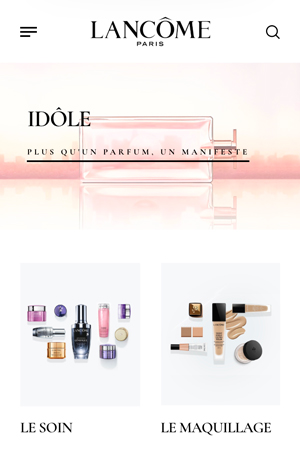 LANCÔME
PARIS
IDÔLE
PLUS QU'UN PARFUM, UN MANIFESTE
LE SOIN
LE MAQUILLAGE